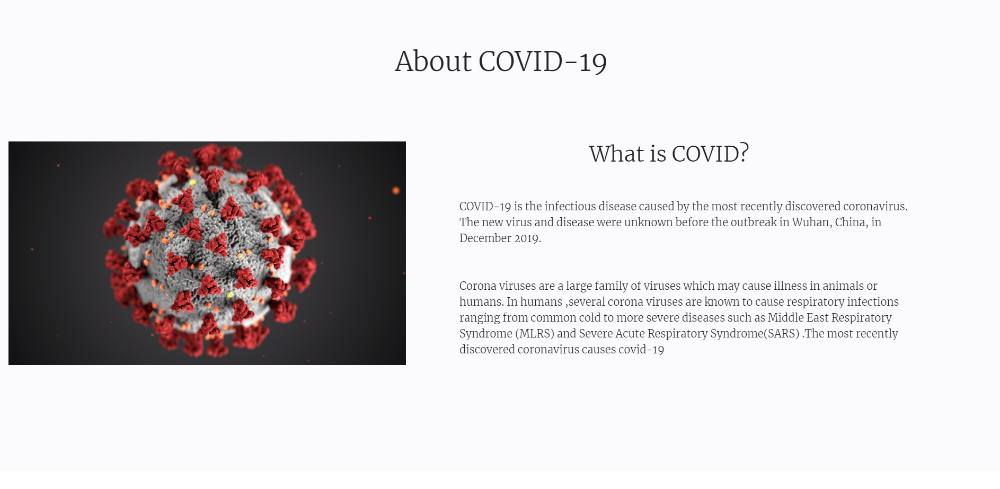 About COVID-19
What is COVID?
COVID-19 is the infectious disease caused by the most recently discovered coronavirus.
The new virus and disease were unknown before the outbreak in Wuhan, China, in
December 2019.
Corona viruses are a large family of viruses which may cause illness in animals or
humans. In humans ,several corona viruses are known to cause respiratory infections
ranging from common cold to more severe diseases such as Middle East Respiratory
Syndrome (MLRS) and Severe Acute Respiratory Syndrome(SARS) .The most recently
discovered coronavirus causes covid-19